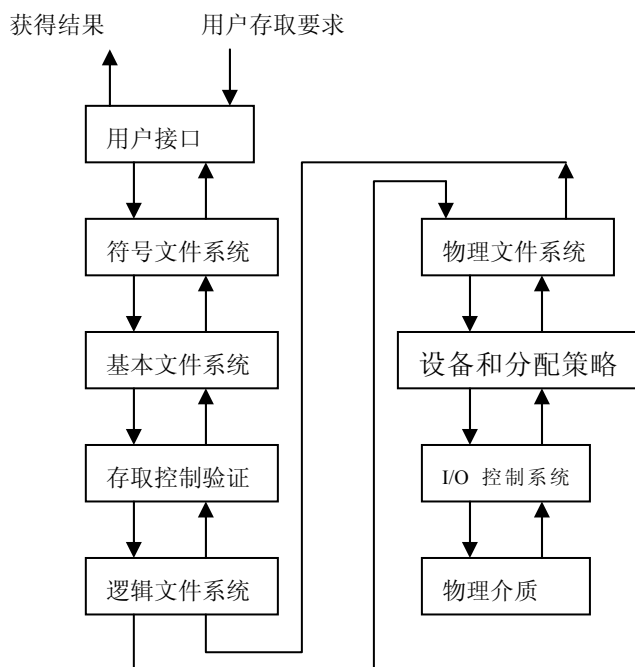 获得结果
用户存取要求
用户接口
符号文件系统
基本文件系统
存取控制验证
逻辑文件系统
物理文件系统
设备和分配策略
I/O 控制系统
物理介质